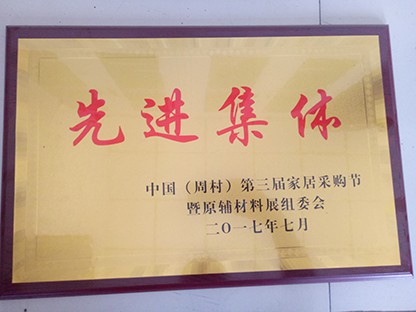 先进集体
中国（周村）第三届家居采购节
暨原辅材料展组委会
二〇一七年七月